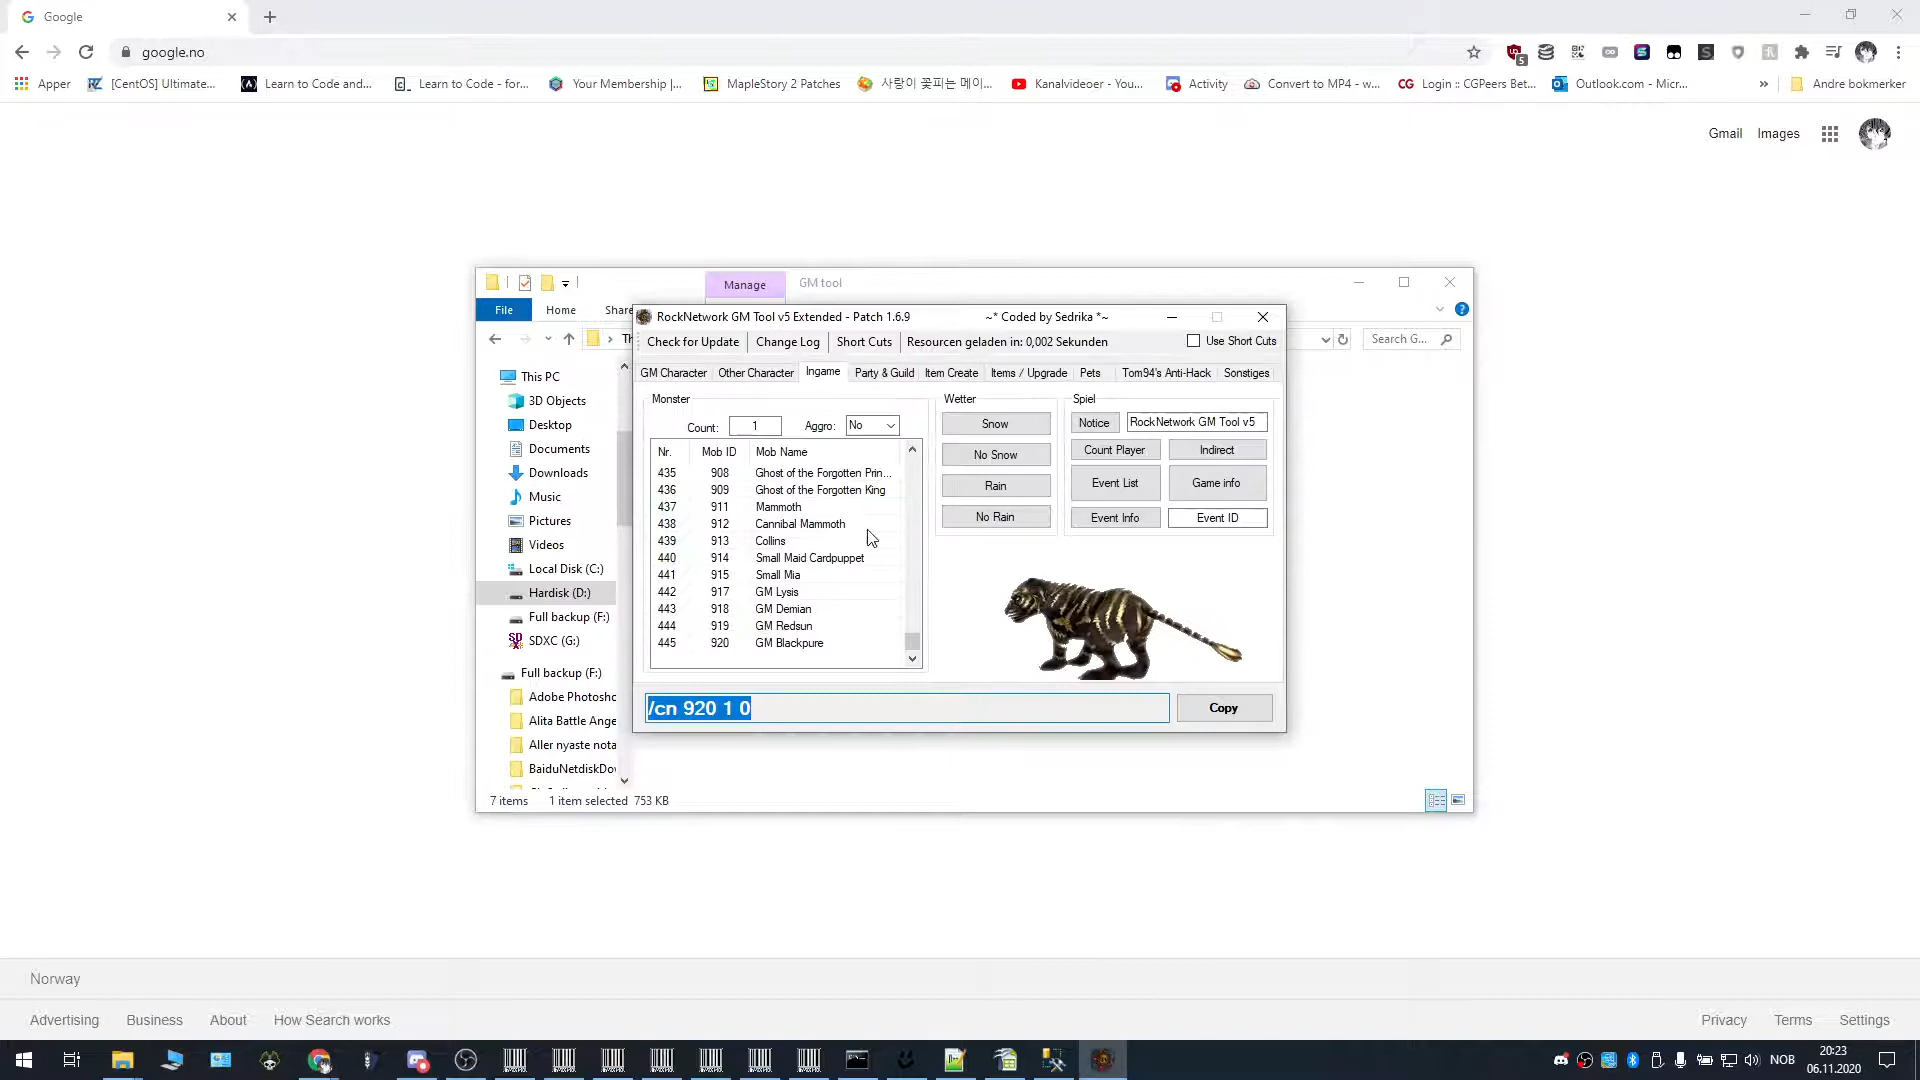 Google
google.no
5
Apper
[CentOS] Ultimate...
Learn to Code and...
Learn to Code - for...
Your Membership |...
MapleStory 2 Patches
사랑이 꽃피는 메이...
Kanalvideoer - You...
Activity
Convert to MP4 - w...
CG Login :: CGPeers Bet...
Outlook.com - Micr...
»
Andre bokmerker
Gmail
Images
Manage
GM tool
File
Home
Share
Search G...
This PC
3D Objects
Desktop
Documents
Downloads
Music
Pictures
Videos
Local Disk (C:)
Hardisk (D:)
Full backup (F:)
SDXC (G:)
Full backup (F:)
Adobe Photosho
Alita Battle Ange
Aller nyaste nota
BaiduNetdiskDo
7 items
1 item selected 753 KB
RockNetwork GM Tool v5 Extended - Patch 1.6.9
~* Coded by Sedrika *~
Check for Update
Change Log
Short Cuts
Resourcen geladen in: 0,002 Sekunden
Use Short Cuts
GM Character
Other Character
Ingame
Party & Guild
Item Create
Items / Upgrade
Pets
Tom94's Anti-Hack
Sonstiges
Monster
Count: 1
Aggro: No
Nr. Mob ID Mob Name
435 908 Ghost of the Forgotten Prin...
436 909 Ghost of the Forgotten King
437 911 Mammoth
438 912 Cannibal Mammoth
439 913 Collins
440 914 Small Maid Cardpuppet
441 915 Small Mia
442 917 GM Lysis
443 918 GM Demian
444 919 GM Redsun
445 920 GM Blackpure
Wetter
Snow
No Snow
Rain
No Rain
Spiel
Notice
RockNetwork GM Tool v5
Count Player
Indirect
Event List
Game info
Event Info
Event ID
/cn 920 1 0
Copy
Norway
Advertising
Business
About
How Search works
Privacy
Terms
Settings
NOB
20:23
06.11.2020